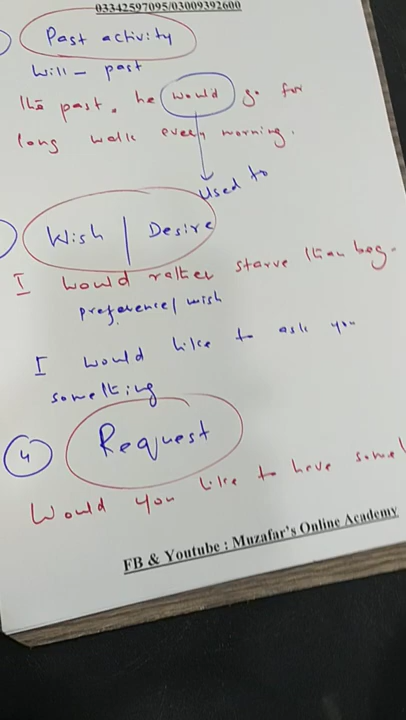 03342597095/03009392600
Past activity
Will - past
In past, he would go for
long walk every morning.
used to
Wish / Desire
I would rather starve than beg.
preference/ wish
I would like to ask you
something
4 Request
Would you like to have some
FB & Youtube : Muzafar's Online Academy